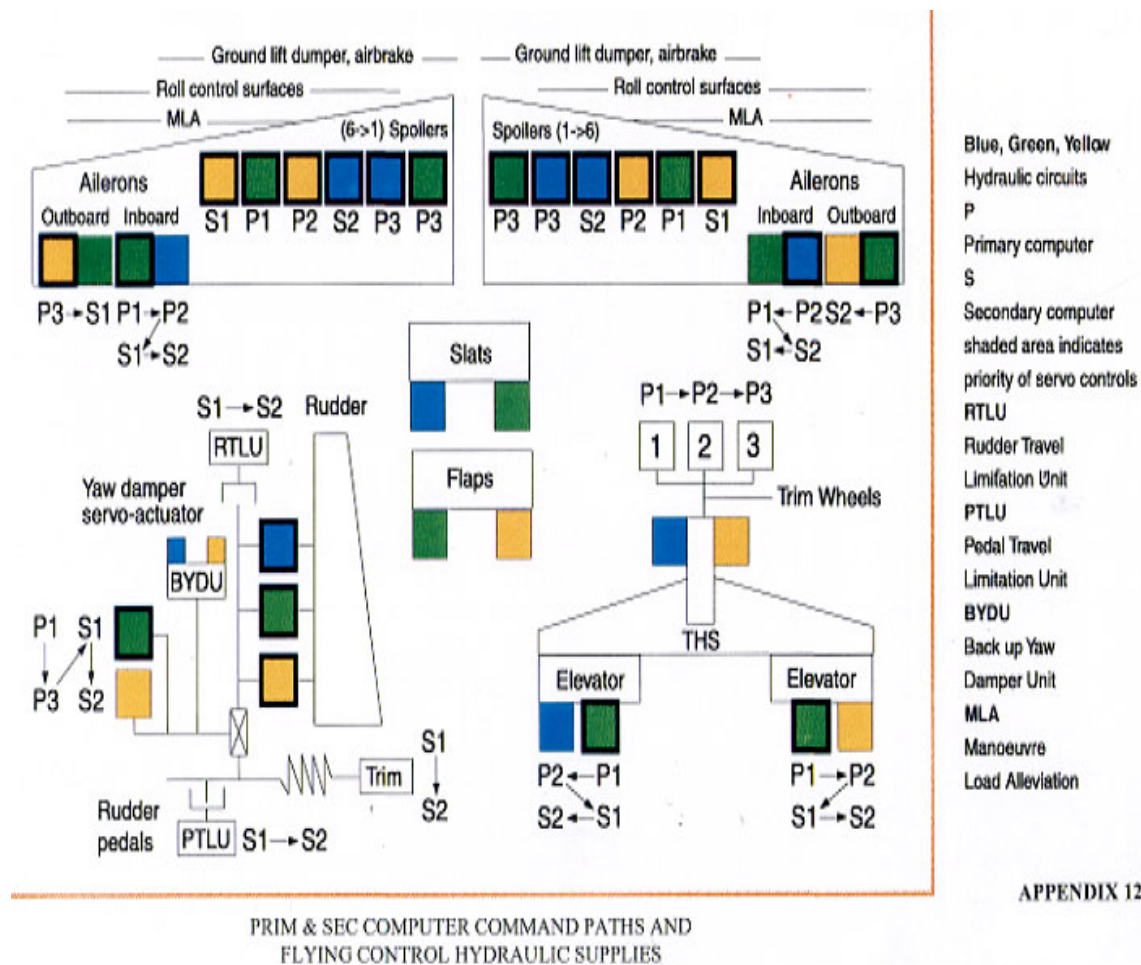 Ground lift dumper, airbrake Ground lift dumper, airbrake
Roll control surfaces Roll control surfaces
MLA MLA
(6->1) Spoilers Spoilers (1->6)
Ailerons Ailerons
Outboard Inboard Inboard Outboard
S1 P1 P2 S2 P3 P3 P3 P3 S2 P2 P1 S1
P3 → S1 P1 → P2 P1 ← P2 S2 ← P3
S1 → S2 S1 ← S2
Slats
P1 → P2 → P3
S1 → S2 Rudder
RTLU
1 2 3
Flaps
Trim Wheels
Yaw damper
servo-actuator
BYDU
P1 S1
P3 S2
THS
Elevator Elevator
P2 ← P1 P1 → P2
S2 ← S1 S1 → S2
S1
Trim
S2
Rudder
pedals
PTLU S1 → S2
Blue, Green, Yellow
Hydraulic circuits
P
Primary computer
S
Secondary computer
shaded area indicates
priority of servo controls
RTLU
Rudder Travel
Limitation Unit
PTLU
Pedal Travel
Limitation Unit
BYDU
Back up Yaw
Damper Unit
MLA
Manoeuvre
Load Alleviation
APPENDIX 12
PRIM & SEC COMPUTER COMMAND PATHS AND
FLYING CONTROL HYDRAULIC SUPPLIES